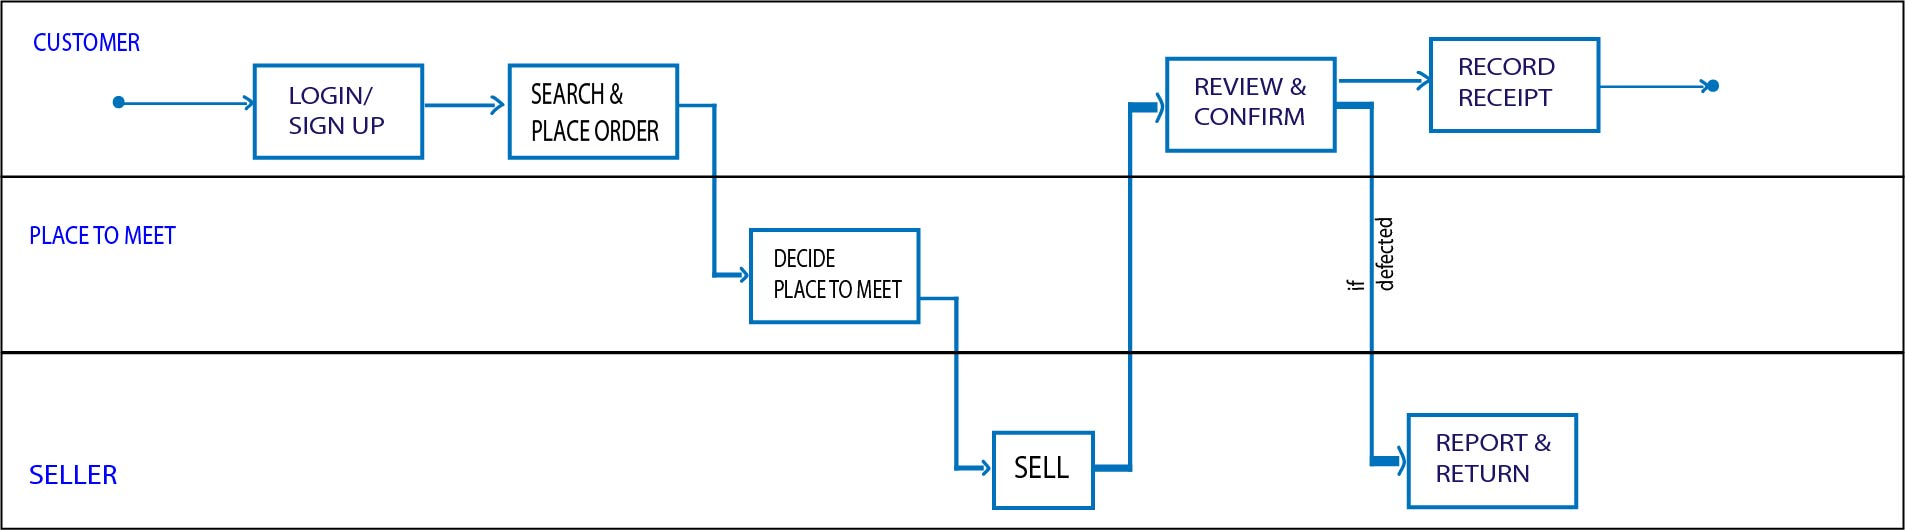 CUSTOMER
LOGIN/
SIGN UP
SEARCH &
PLACE ORDER
REVIEW &
CONFIRM
RECORD
RECEIPT
PLACE TO MEET
DECIDE
PLACE TO MEET
if
defected
SELLER
SELL
REPORT &
RETURN